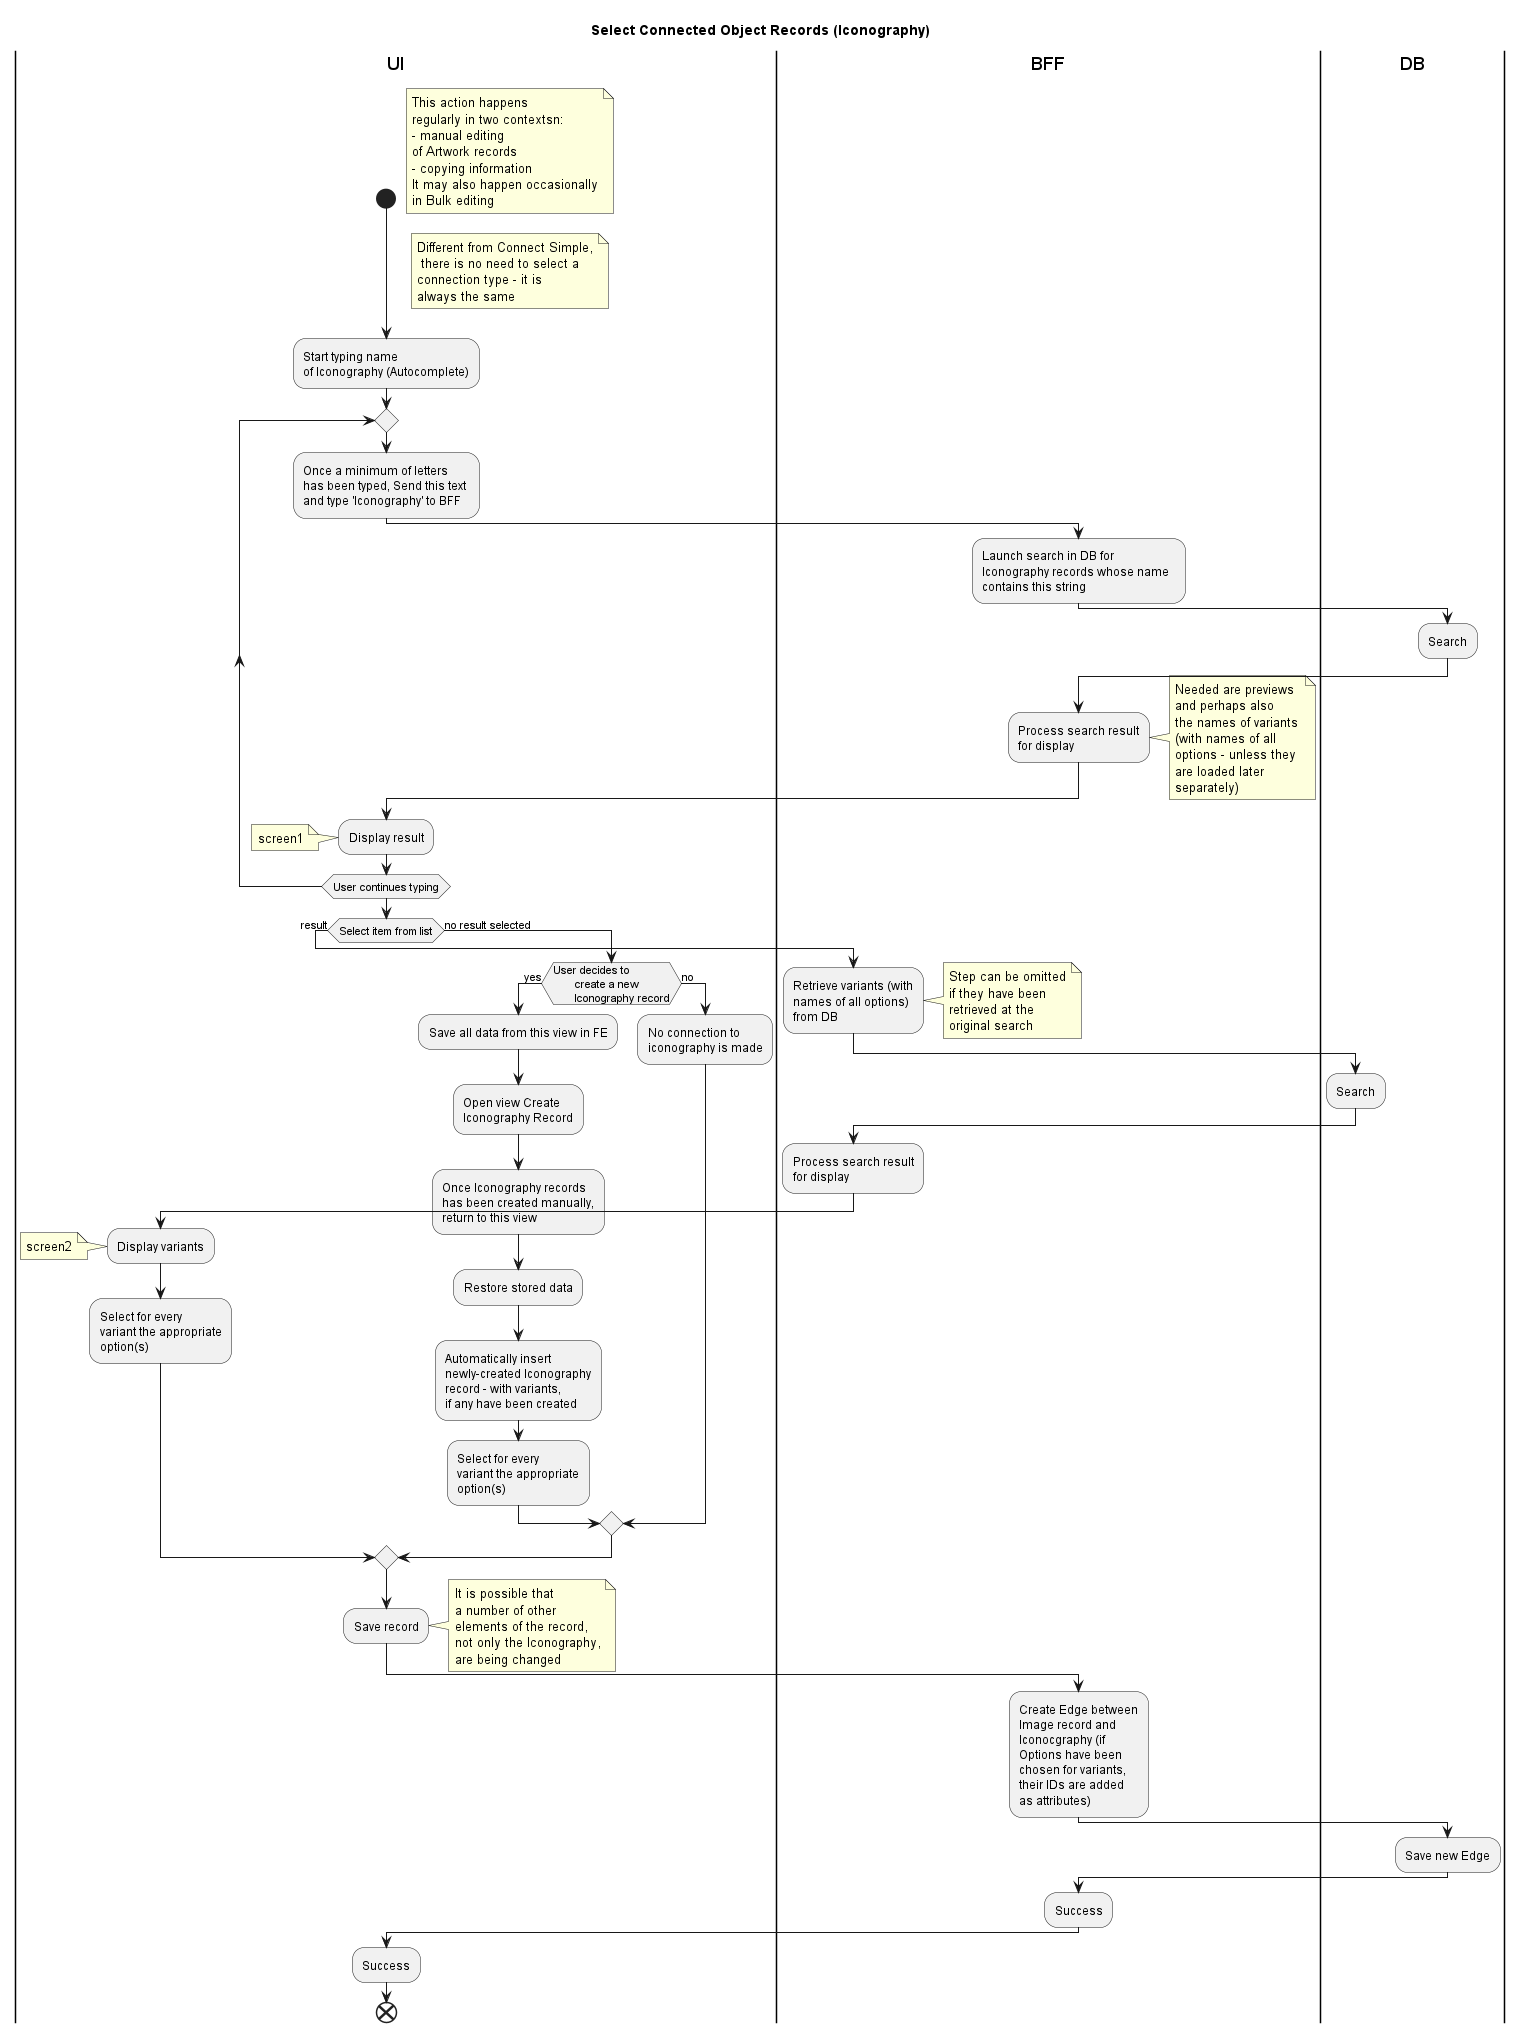 Select Connected Object Records (Iconography)
UI
BFF
DB
This action happens
regularly in two contextsn:
- manual editing
of Artwork records
- copying information
It may also happen occasionally
in Bulk editing
Different from Connect Simple,
there is no need to select a
connection type - it is
always the same
Start typing name
of Iconography (Autocomplete)
Once a minimum of letters
has been typed, Send this text
and type 'Iconography' to BFF
Launch search in DB for
Iconography records whose name
contains this string
Search
Process search result
for display
Needed are previews
and perhaps also
the names of variants
(with names of all
options - unless they
are loaded later
separately)
screen1
Display result
User continues typing
result
Select item from list
no result selected
yes
User decides to
create a new
Iconography record
no
Save all data from this view in FE
No connection to
iconography is made
Retrieve variants (with
names of all options)
from DB
Step can be omitted
if they have been
retrieved at the
original search
Open view Create
Iconography Record
Search
Process search result
for display
Once Iconography records
has been created manually,
return to this view
screen2
Display variants
Restore stored data
Select for every
variant the appropriate
option(s)
Automatically insert
newly-created Iconography
record - with variants,
if any have been created
Select for every
variant the appropriate
option(s)
Save record
It is possible that
a number of other
elements of the record,
not only the Iconography,
are being changed
Create Edge between
Image record and
Iconocgraphy (if
Options have been
chosen for variants,
their IDs are added
as attributes)
Save new Edge
Success
Success